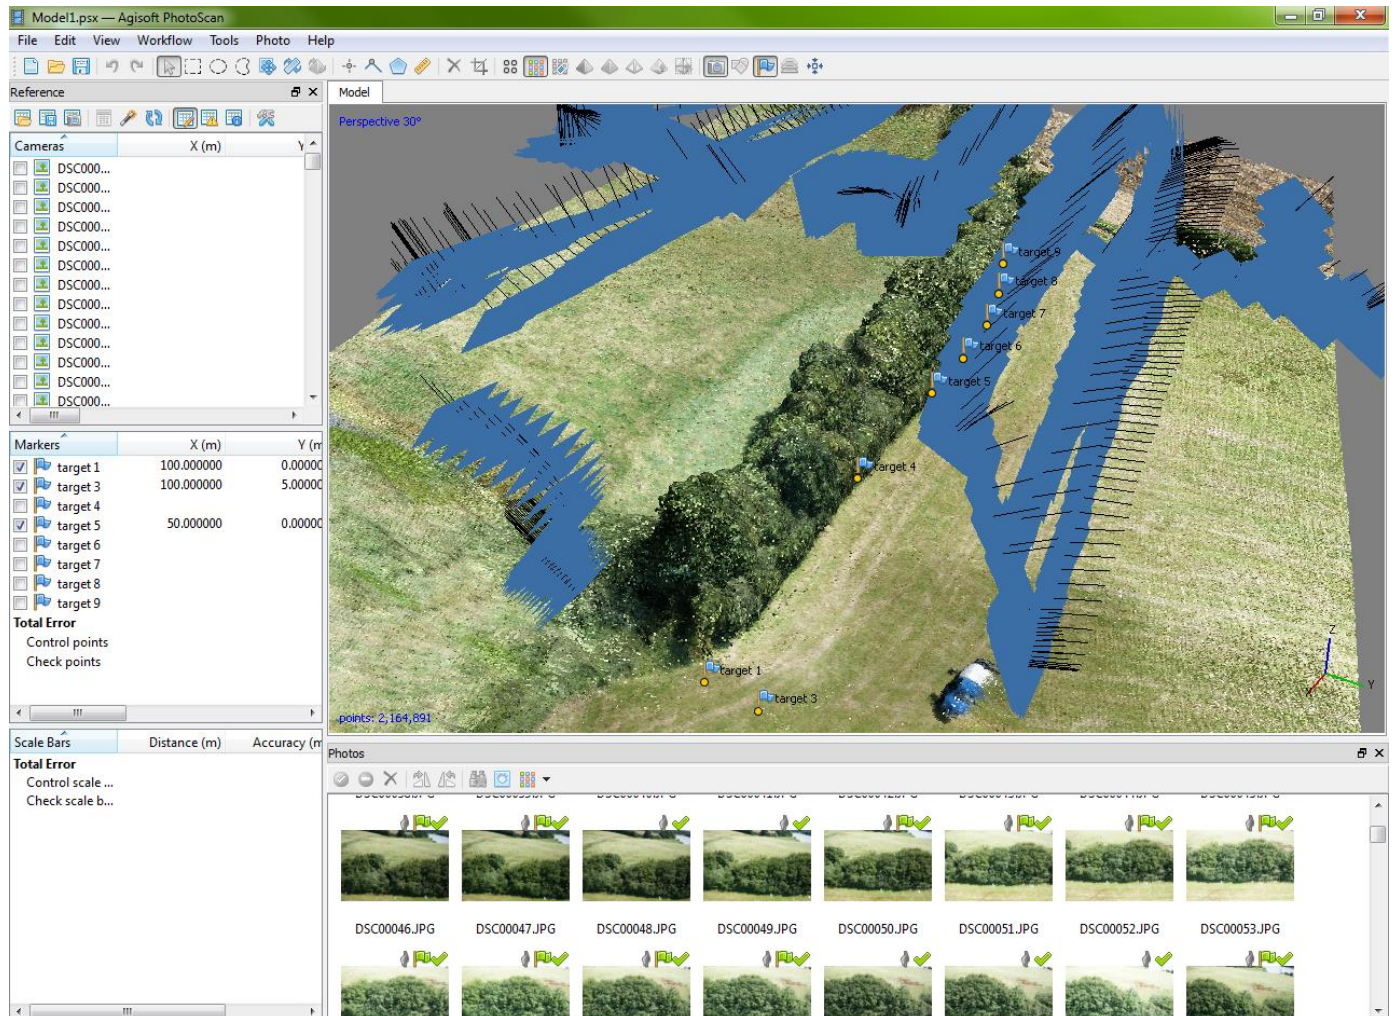 Model1.psx — Agisoft PhotoScan
File Edit View Workflow Tools Photo Help
Reference
Model
Perspective 30°
Cameras X (m) Y
DSC000...
DSC000...
DSC000...
DSC000...
DSC000...
DSC000...
DSC000...
DSC000...
DSC000...
DSC000...
DSC000...
DSC000...
DSC000...
Markers X (m) Y (m
target 1 100.000000 0.00000
target 3 100.000000 5.00000
target 4
target 5 50.000000 0.00000
target 6
target 7
target 8
target 9
Total Error
Control points
Check points
Scale Bars Distance (m) Accuracy (m
Total Error
Control scale ...
Check scale b...
target 9
target 8
target 7
target 6
target 5
target 4
target 1
target 3
Z
X
Y
points: 2,164,891
Photos
DSC00046.JPG DSC00047.JPG DSC00048.JPG DSC00049.JPG DSC00050.JPG DSC00051.JPG DSC00052.JPG DSC00053.JPG